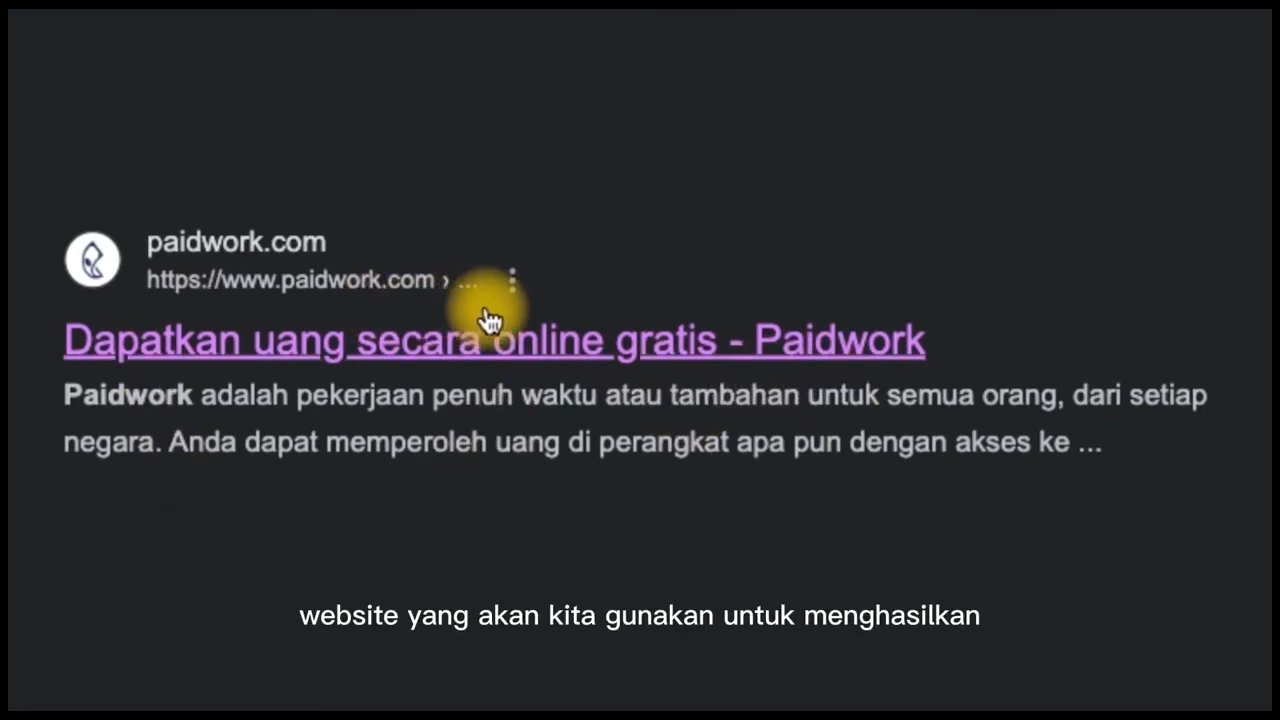 paidwork.com
https://www.paidwork.com › ...
Dapatkan uang secara online gratis - Paidwork
Paidwork adalah pekerjaan penuh waktu atau tambahan untuk semua orang, dari setiap
negara. Anda dapat memperoleh uang di perangkat apa pun dengan akses ke ...
website yang akan kita gunakan untuk menghasilkan